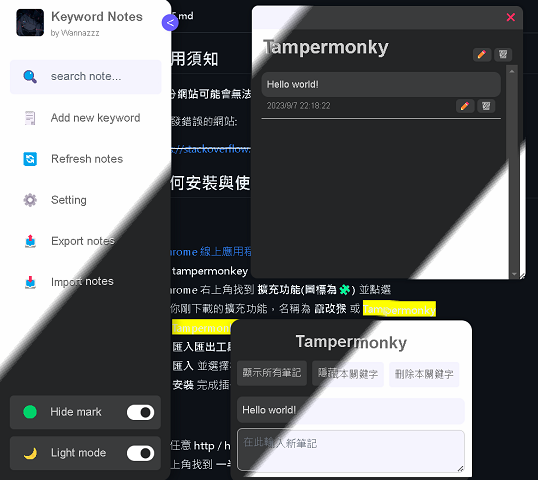 Keyword Notes
by Wannazzz
<
search note...
Add new keyword
Refresh notes
Setting
Export notes
Import notes
Hide mark
Light mode
.md
用須知
分網站可能會無法
發錯誤的網站:
//stackoverflow.
何安裝與使
rome 線上應用程
tampermonkey
rome 右上角找到 擴充功能(圖標為 🧩) 並點選
你剛下載的擴充功能，名稱為 竄改猴 或 Tampermonky
Tampermon
匯入匯出工具
匯入 並選擇
安裝 完成插
任意 http / h
上角找到 一半
Tampermonky
Hello world!
2023/9/7 22:18:22
Tampermonky
顯示所有筆記
隱藏本關鍵字
刪除本關鍵字
Hello world!
在此輸入新筆記